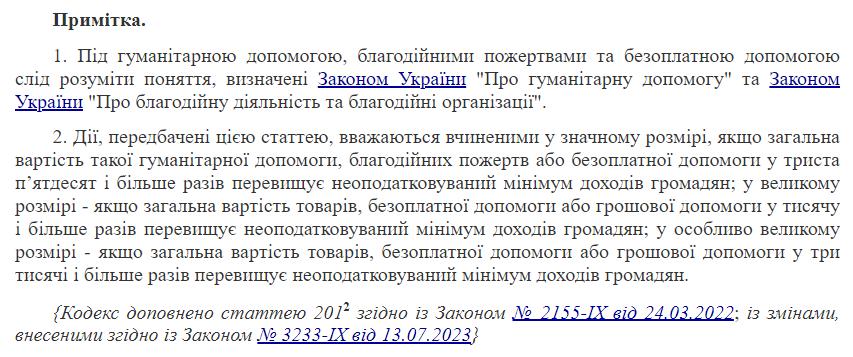 Примітка.
1. Під гуманітарною допомогою, благодійними пожертвами та безоплатною допомогою
слід розуміти поняття, визначені Законом України "Про гуманітарну допомогу" та Законом
України "Про благодійну діяльність та благодійні організації".
2. Дії, передбачені цією статтею, вважаються вчиненими у значному розмірі, якщо загальна
вартість такої гуманітарної допомоги, благодійних пожертв або безоплатної допомоги у триста
п’ятдесят і більше разів перевищує неоподатковуваний мінімум доходів громадян; у великому
розмірі - якщо загальна вартість товарів, безоплатної допомоги або грошової допомоги у тисячу
і більше разів перевищує неоподатковуваний мінімум доходів громадян; у особливо великому
розмірі - якщо загальна вартість товарів, безоплатної допомоги або грошової допомоги у три
тисячі і більше разів перевищує неоподатковуваний мінімум доходів громадян.
{Кодекс доповнено статтею 201² згідно із Законом № 2155-IX від 24.03.2022; із змінами,
внесеними згідно із Законом № 3233-IX від 13.07.2023}